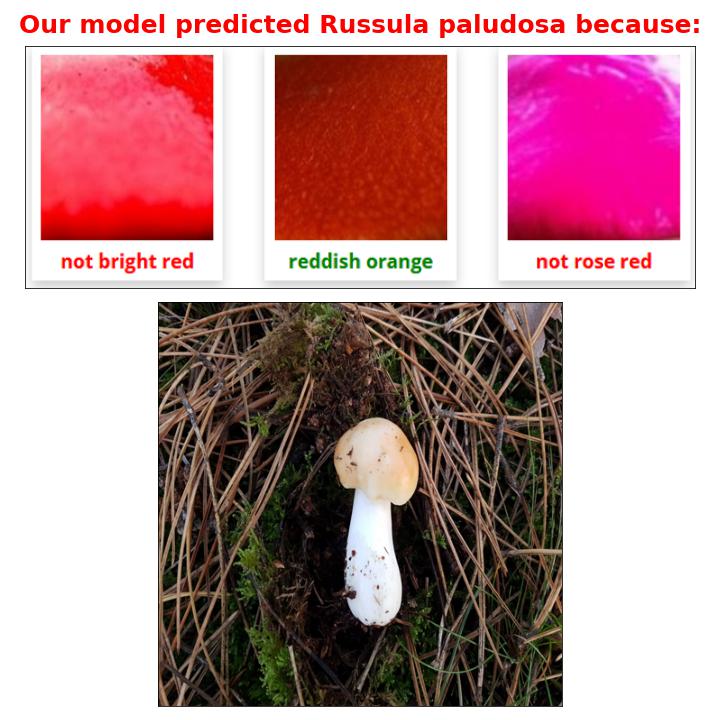 Our model predicted Russula paludosa because:
not bright red
reddish orange
not rose red